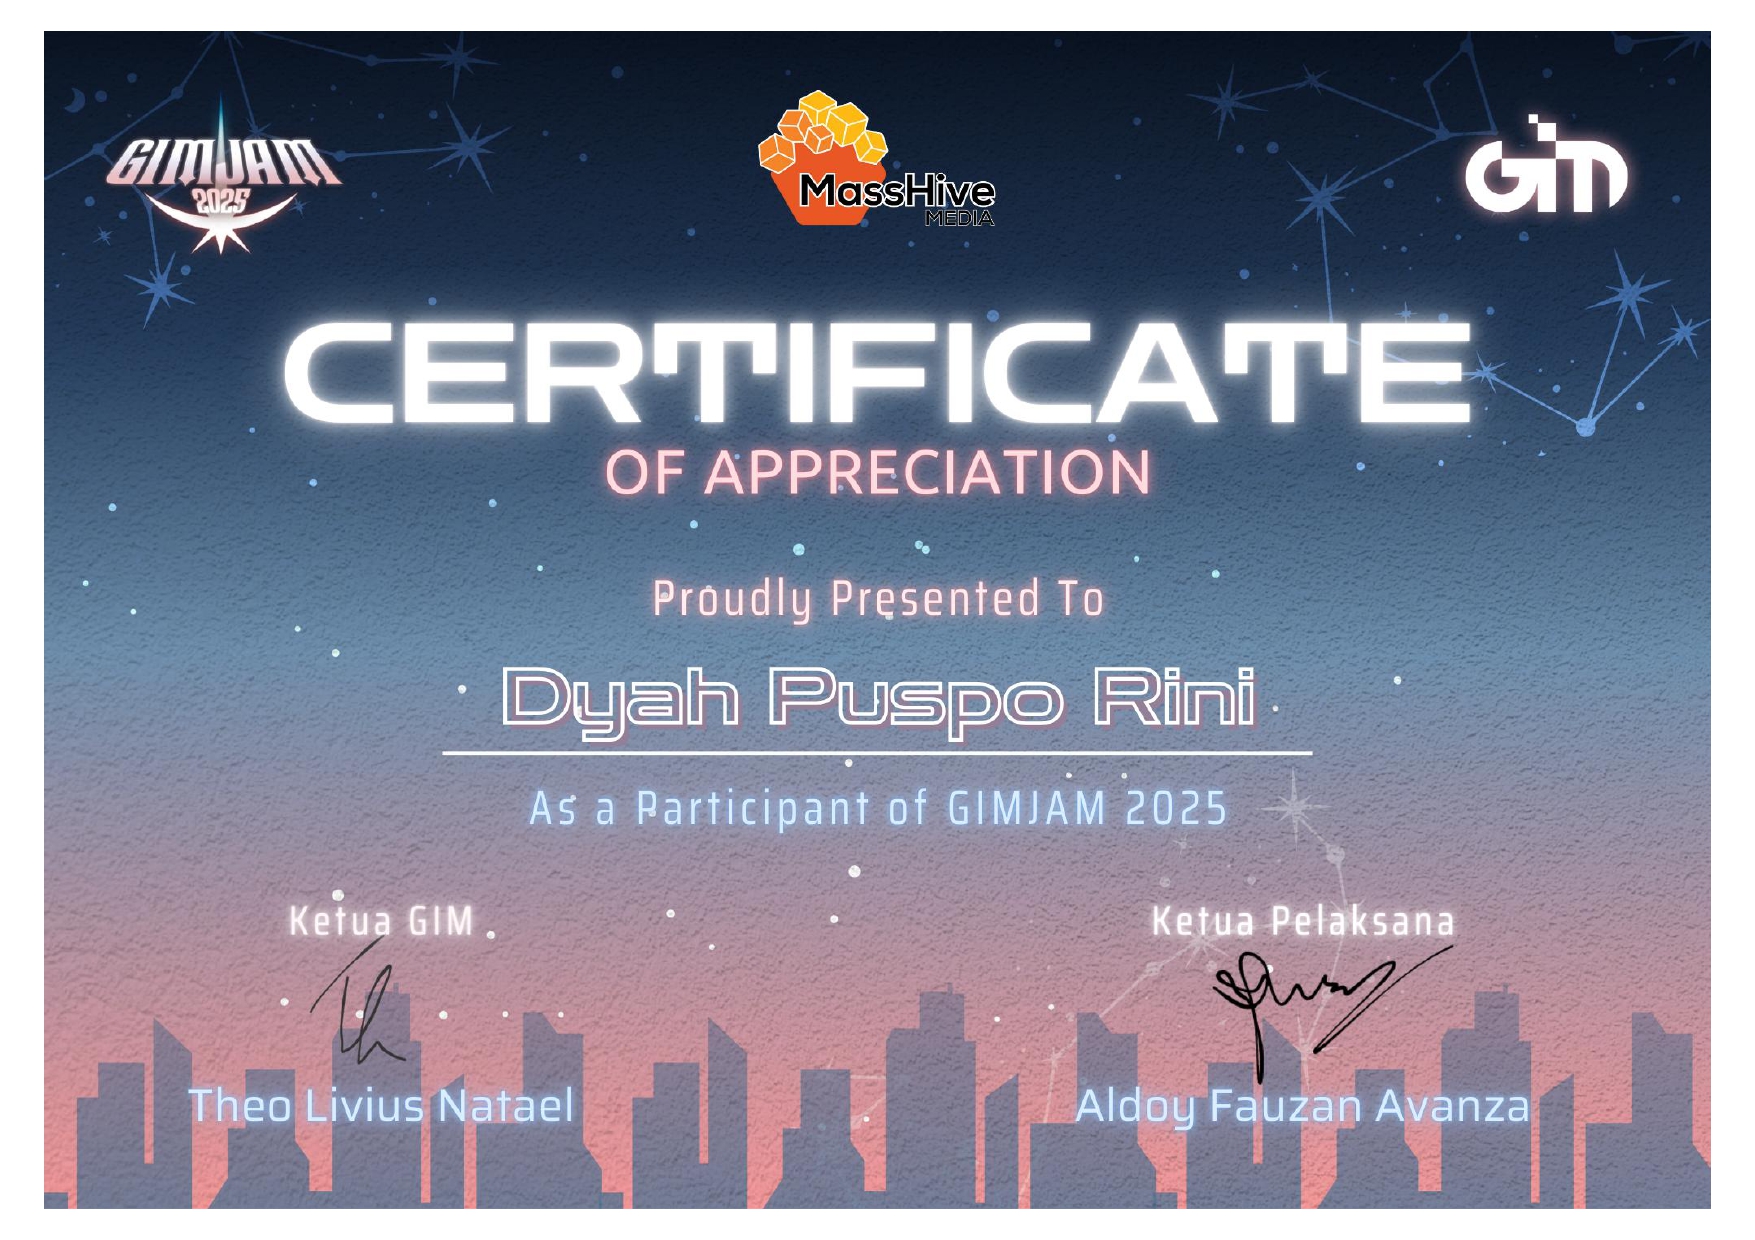 GIMJAM
2025
MassHive
MEDIA
GIM
CERTIFICATE
OF APPRECIATION
Proudly Presented To
Dyah Puspo Rini
As a Participant of GIMJAM 2025
Ketua GIM
Theo Livius Natael
Ketua Pelaksana
Aldoy Fauzan Avanza